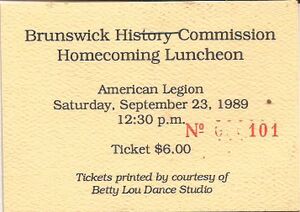 Brunswick History Commission
Homecoming Luncheon
American Legion
Saturday, September 23, 1989
12:30 p.m.
Nº 101
Ticket $6.00
Tickets printed by courtesy of
Betty Lou Dance Studio